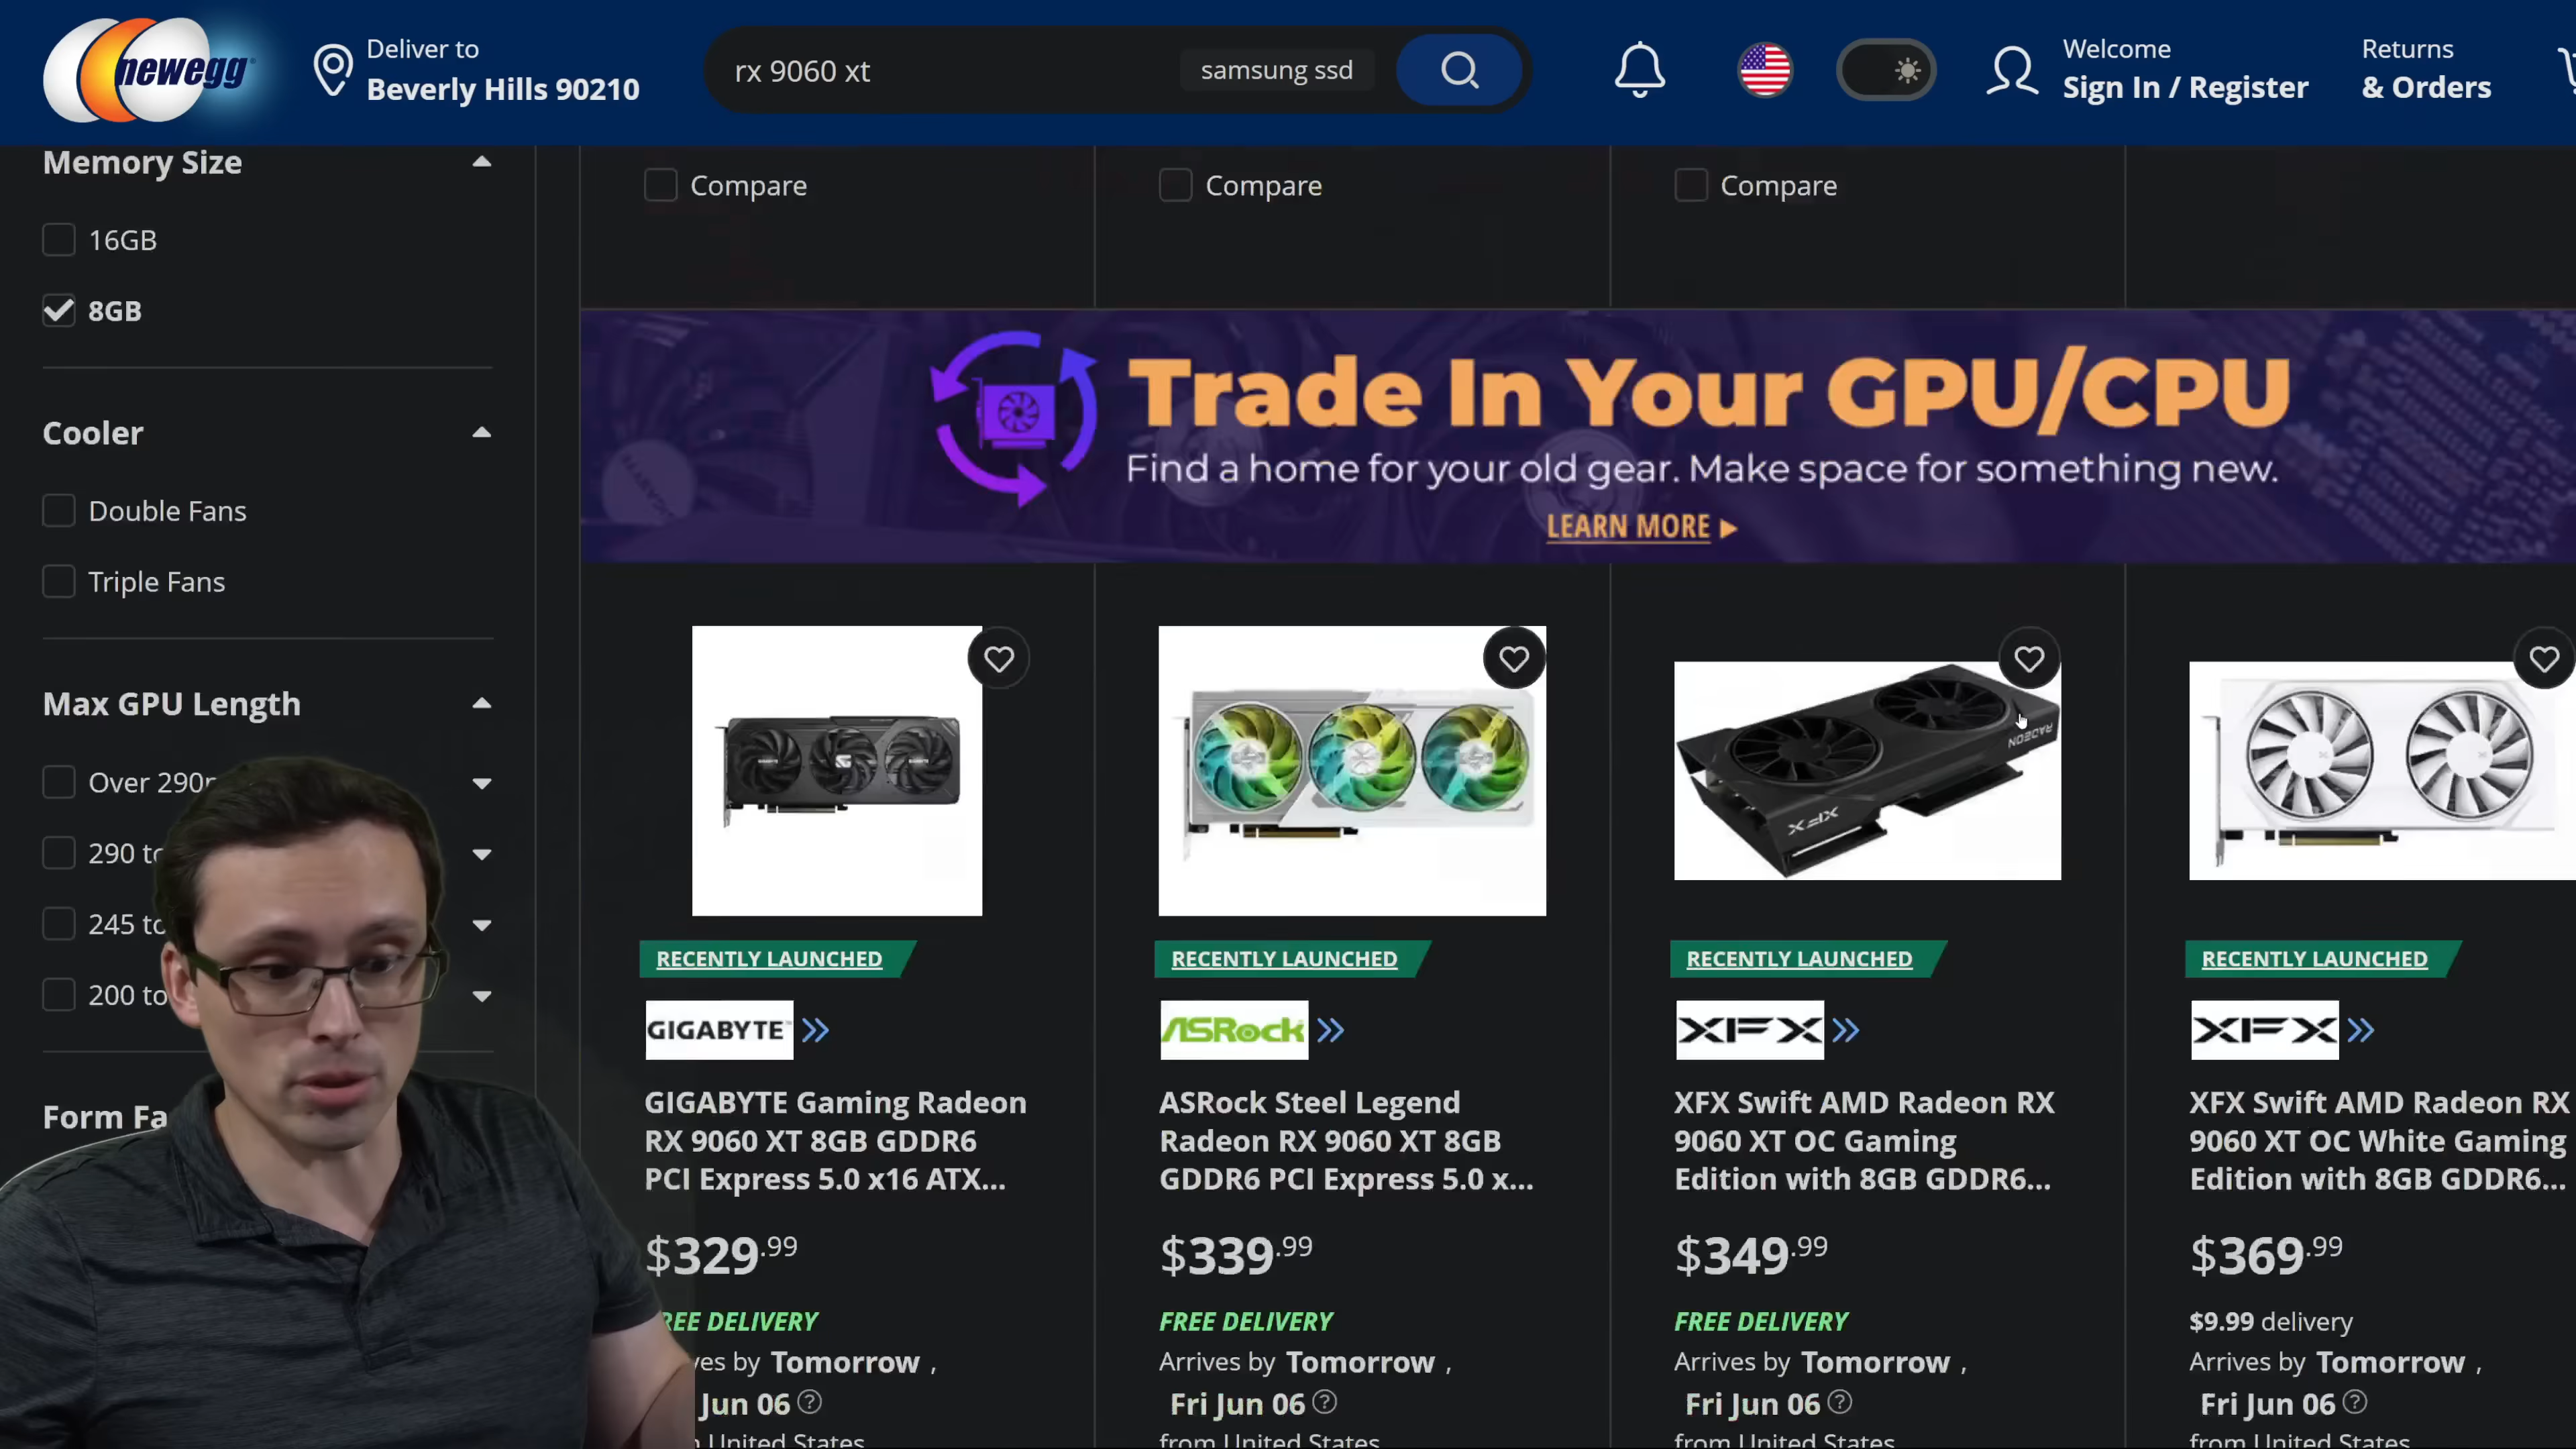 newegg
Deliver to
Beverly Hills 90210
rx 9060 xt
samsung ssd
Welcome
Sign In / Register
Returns
& Orders
Memory Size
16GB
8GB
Cooler
Double Fans
Triple Fans
Max GPU Length
Over 290
290 to
245 to
200 to
Form Fa
Compare
Compare
Compare
Trade In Your GPU/CPU
Find a home for your old gear. Make space for something new.
LEARN MORE
RADEON
XFX
RECENTLY LAUNCHED
GIGABYTE
GIGABYTE Gaming Radeon
RX 9060 XT 8GB GDDR6
PCI Express 5.0 x16 ATX...
$329.99
REE DELIVERY
ves by Tomorrow ,
Jun 06
United States
RECENTLY LAUNCHED
ASRock
ASRock Steel Legend
Radeon RX 9060 XT 8GB
GDDR6 PCI Express 5.0 x...
$339.99
FREE DELIVERY
Arrives by Tomorrow ,
Fri Jun 06
from United States
RECENTLY LAUNCHED
XFX
XFX Swift AMD Radeon RX
9060 XT OC Gaming
Edition with 8GB GDDR6...
$349.99
FREE DELIVERY
Arrives by Tomorrow ,
Fri Jun 06
from United States
RECENTLY LAUNCHED
XFX
XFX Swift AMD Radeon RX
9060 XT OC White Gaming
Edition with 8GB GDDR6...
$369.99
$9.99 delivery
Arrives by Tomorrow ,
Fri Jun 06
from United States